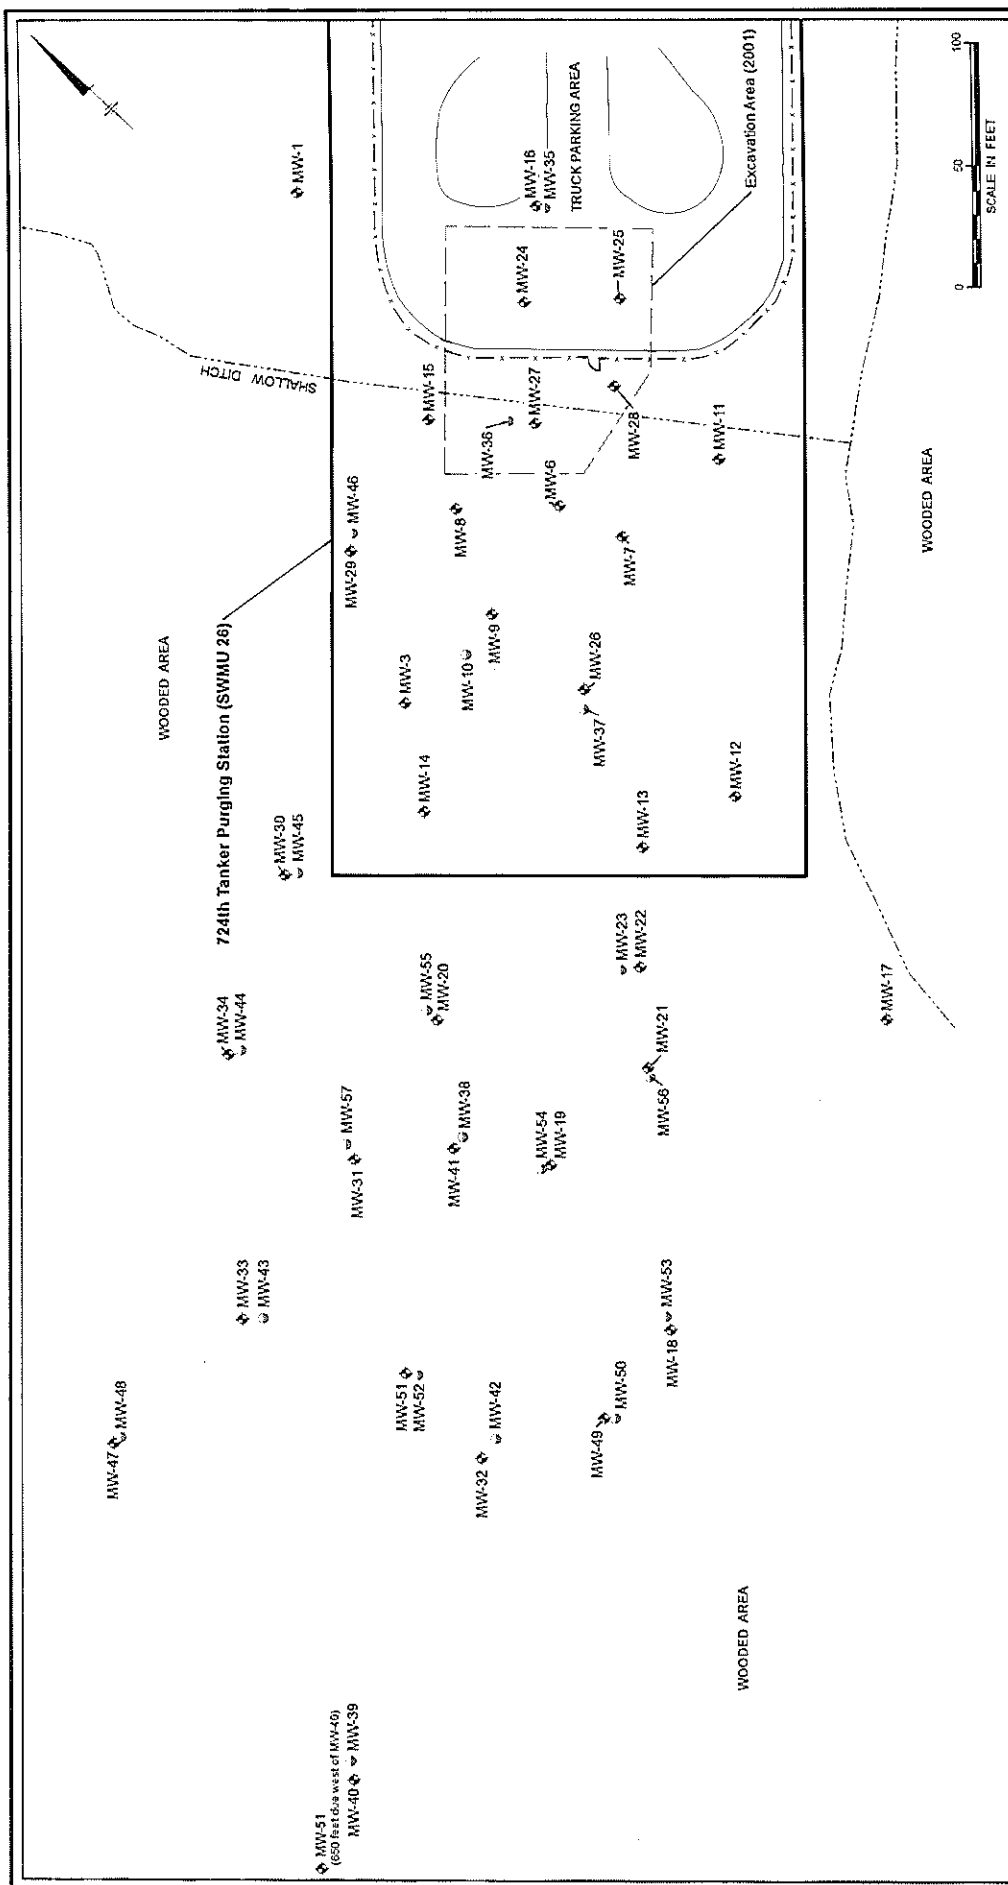 MW-1
MW-16
MW-35
TRUCK PARKING AREA
Excavation Area (2001)
100
50
0
SCALE IN FEET
MW-24
MW-25
SHALLOW DITCH
MW-15
MW-27
MW-36
MW-28
MW-11
MW-6
MW-8
MW-7
MW-46
MW-29
WOODED AREA
WOODED AREA
724th Tanker Purging Station (SWMU 26)
MW-3
MW-10
MW-9
MW-26
MW-37
MW-14
MW-12
MW-13
MW-30
MW-45
MW-34
MW-44
MW-55
MW-20
MW-23
MW-22
MW-21
MW-56
MW-17
MW-57
MW-31
MW-38
MW-41
MW-54
MW-19
MW-33
MW-43
MW-53
MW-18
MW-51
MW-52
MW-42
MW-32
MW-50
MW-49
MW-48
MW-47
WOODED AREA
MW-51
(650 feet due west of MW-40)
MW-39
MW-40